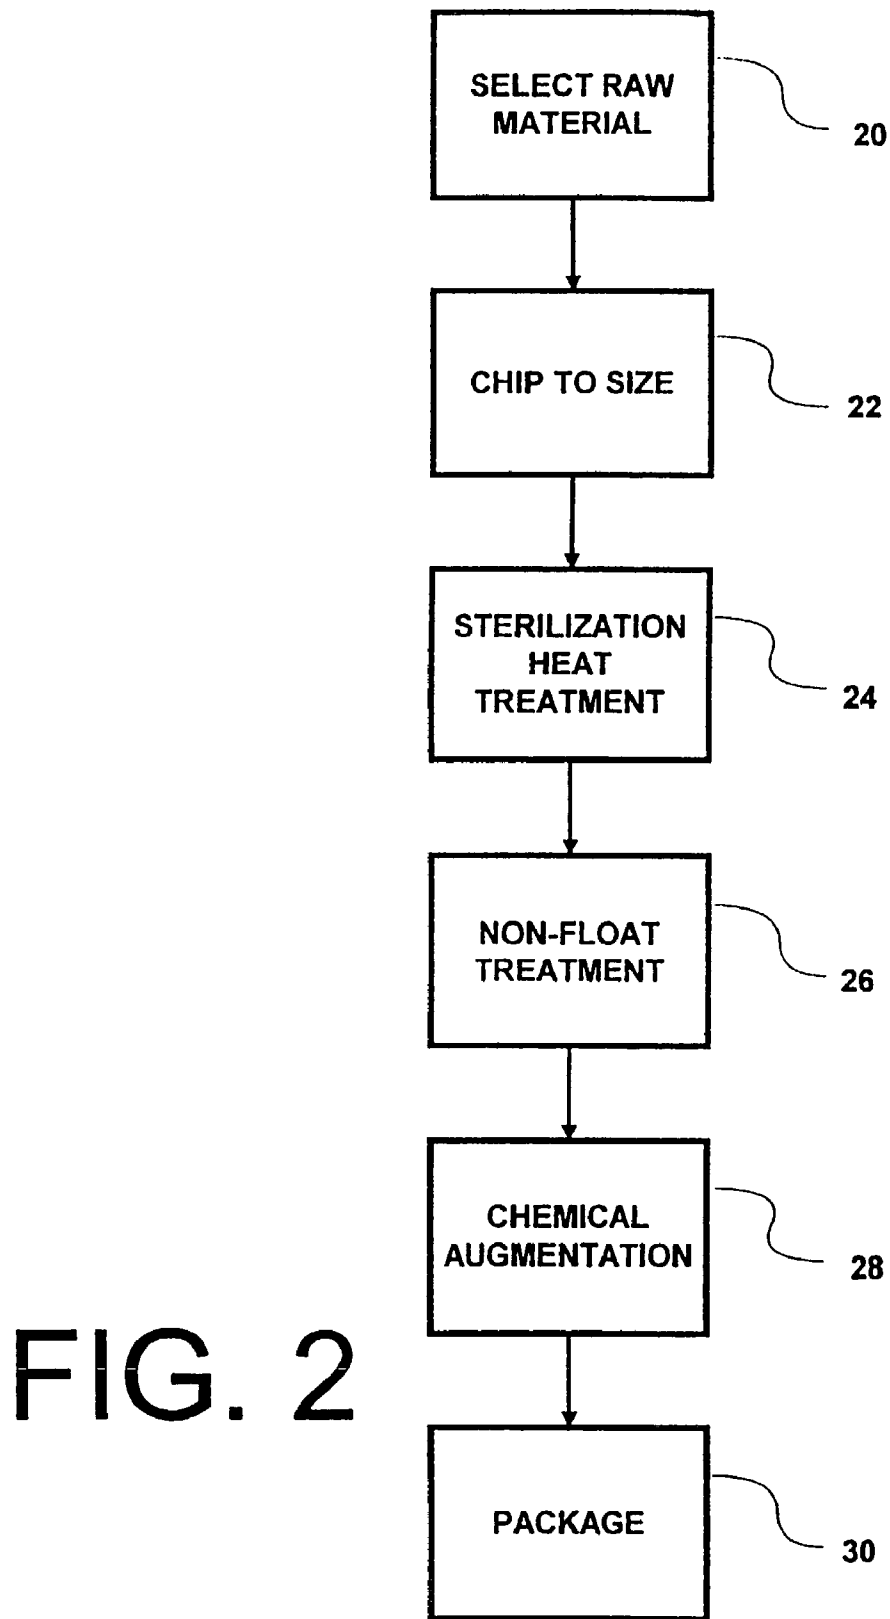 SELECT RAW
MATERIAL
20
CHIP TO SIZE
22
STERILIZATION
HEAT
TREATMENT
24
NON-FLOAT
TREATMENT
26
CHEMICAL
AUGMENTATION
28
FIG. 2
PACKAGE
30